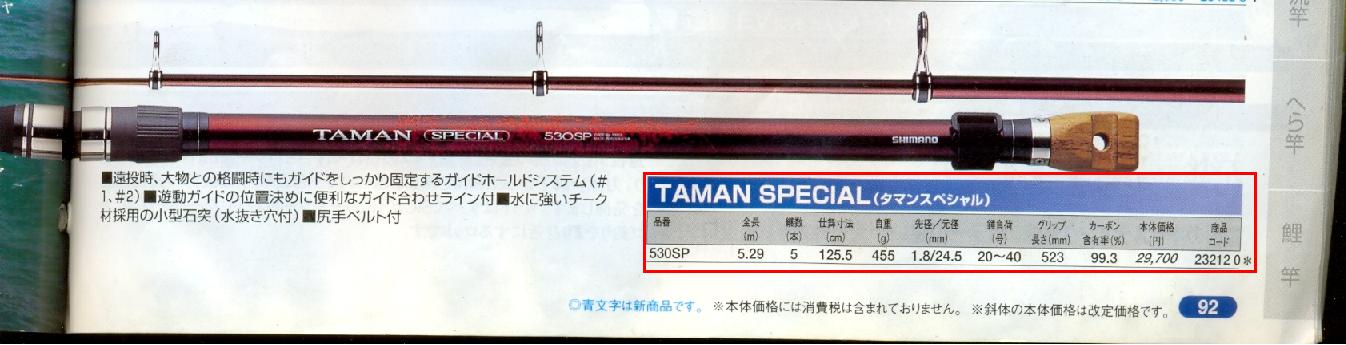 TAMAN SPECIAL 530SP
SHIMANO
■遠投時、大物との格闘時にもガイドをしっかり固定するガイドホールドシステム(#
1、#2)■遊動ガイドの位置決めに便利なガイド合わせライン付■水に強いチーク
材採用の小型石突(水抜き穴付)■尻手ベルト付
TAMAN SPECIAL(タマンスペシャル)
品番 全長(m) 継数(本) 仕舞寸法(cm) 自重(g) 先径/元径(mm) 錘負荷(号) グリップ長さ(mm) カーボン含有率(%) 本体価格(円) 商品コード
530SP 5.29 5 125.5 455 1.8/24.5 20〜40 523 99.3 29,700 23212 0*
◎青文字は新商品です。 ※本体価格には消費税は含まれておりません。 ※斜体の本体価格は改定価格です。 92
竿
へら竿
鯉竿